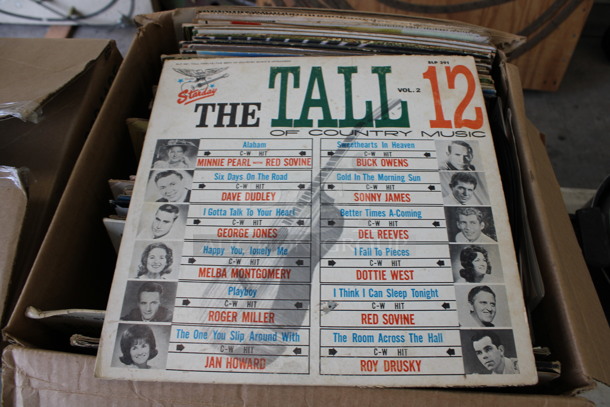 Starday
SLP 251
THE TALL VOL. 2 12
OF COUNTRY MUSIC
Alabam
C-W HIT
MINNIE PEARL with RED SOVINE
Six Days On The Road
C-W HIT
DAVE DUDLEY
I Gotta Talk To Your Heart
C-W HIT
GEORGE JONES
Happy You, Lonely Me
C-W HIT
MELBA MONTGOMERY
Playboy
C-W HIT
ROGER MILLER
The One You Slip Around With
C-W HIT
JAN HOWARD
Sweethearts In Heaven
C-W HIT
BUCK OWENS
Gold In The Morning Sun
C-W HIT
SONNY JAMES
Better Times A-Coming
C-W HIT
DEL REEVES
I Fall To Pieces
C-W HIT
DOTTIE WEST
I Think I Can Sleep Tonight
C-W HIT
RED SOVINE
The Room Across The Hall
C-W HIT
ROY DRUSKY